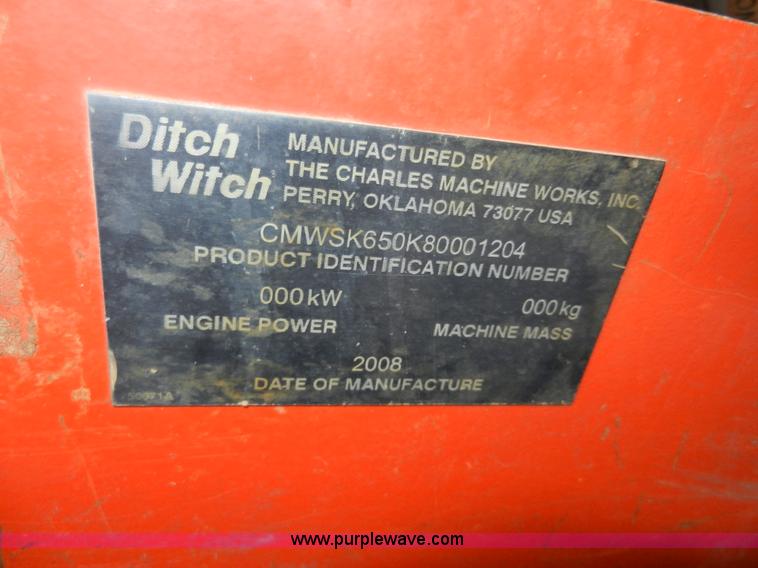 Ditch Witch
MANUFACTURED BY
THE CHARLES MACHINE WORKS, INC.
PERRY, OKLAHOMA 73077 USA
CMWSK650K80001204
PRODUCT IDENTIFICATION NUMBER
000kW
ENGINE POWER
000kg
MACHINE MASS
2008
DATE OF MANUFACTURE
www.purplewave.com